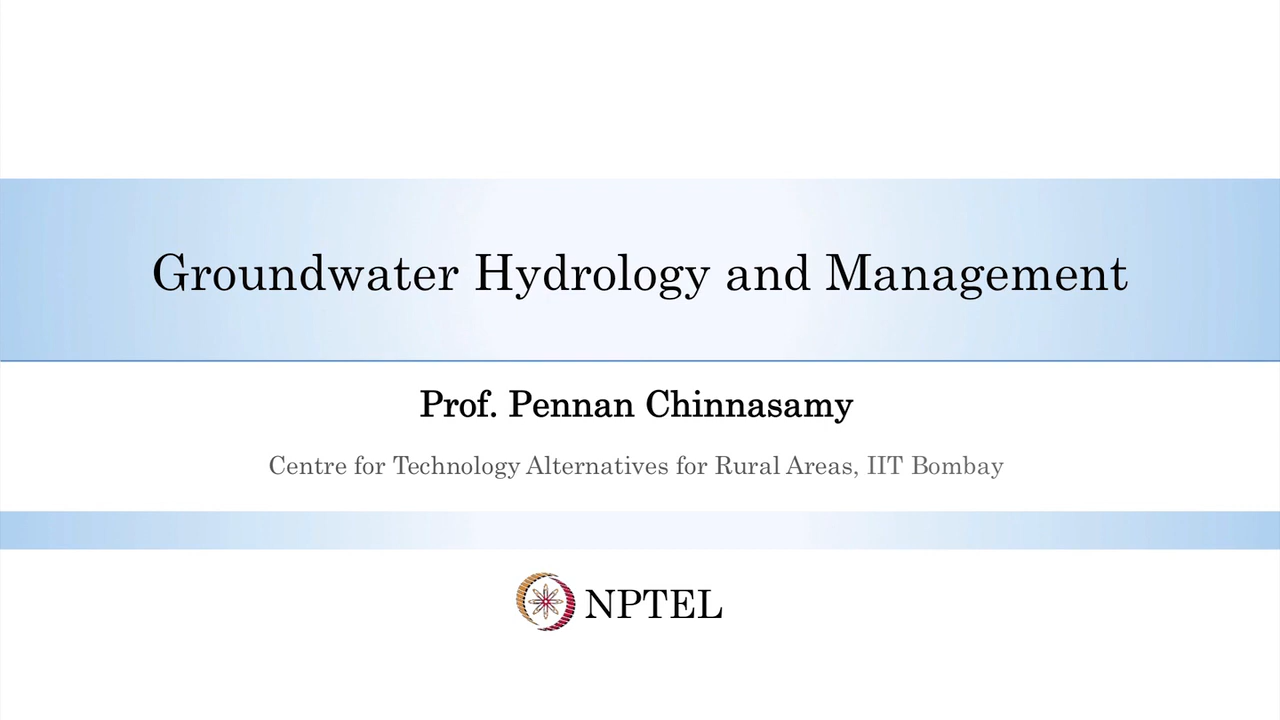 Groundwater Hydrology and Management
Prof. Pennan Chinnasamy
Centre for Technology Alternatives for Rural Areas, IIT Bombay
NPTEL